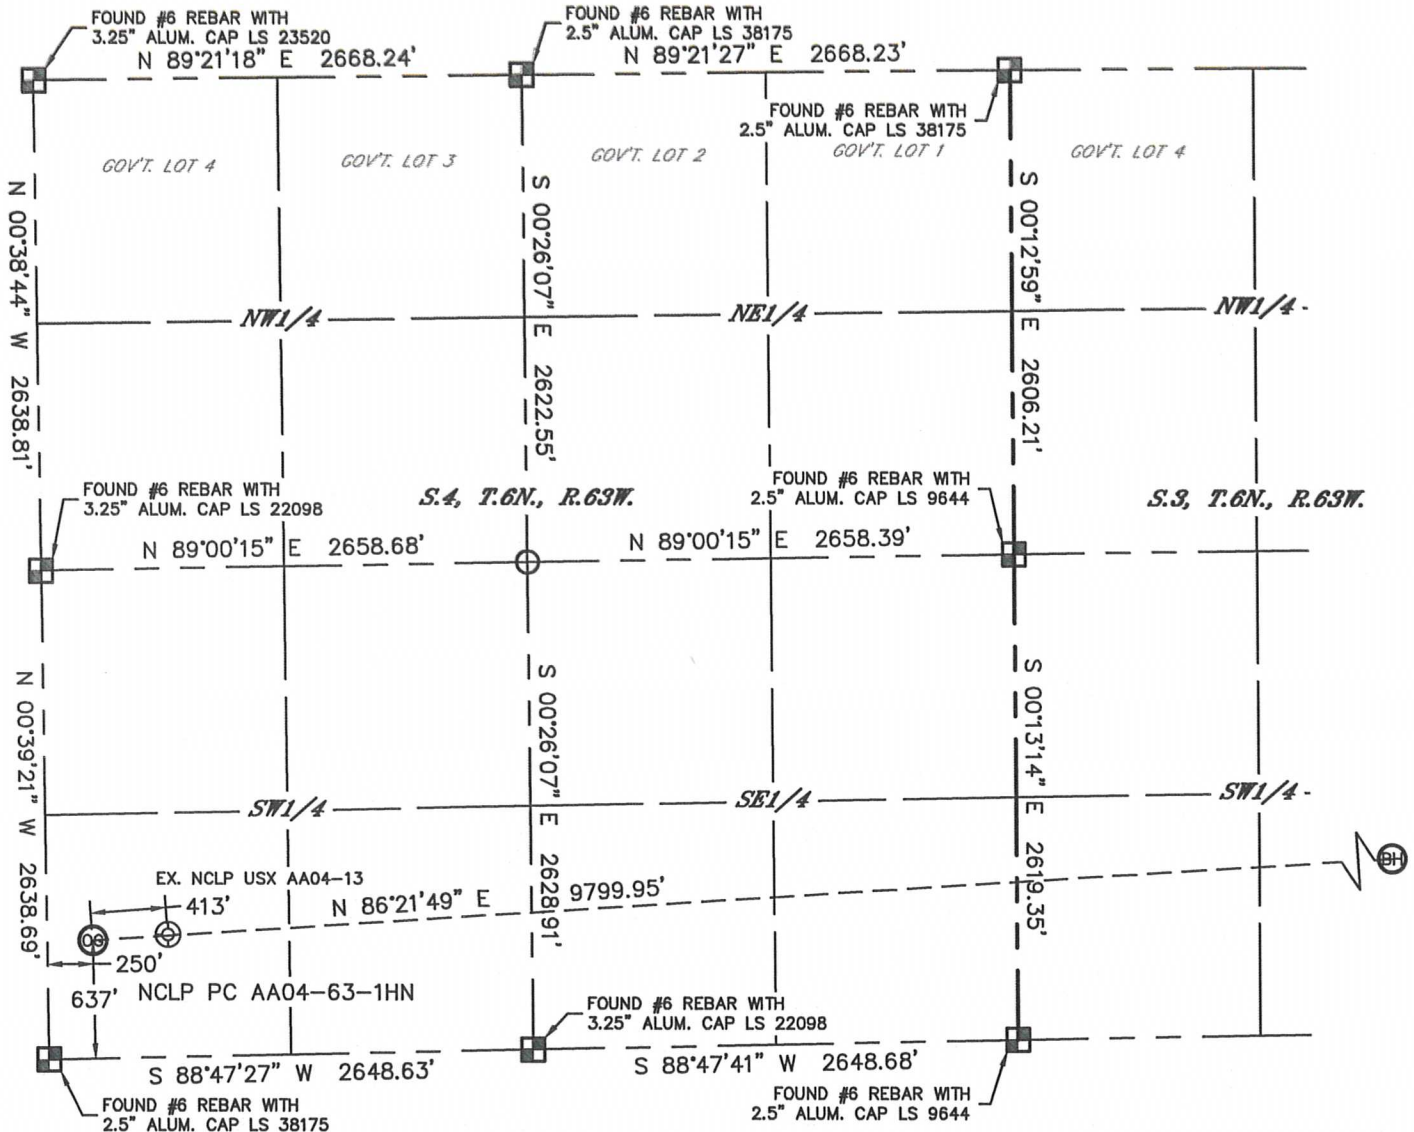 FOUND #6 REBAR WITH
3.25" ALUM. CAP LS 23520
N 89°21'18" E 2668.24'
FOUND #6 REBAR WITH
2.5" ALUM. CAP LS 38175
N 89°21'27" E 2668.23'
FOUND #6 REBAR WITH
2.5" ALUM. CAP LS 38175
GOV'T. LOT 4
GOV'T. LOT 3
GOV'T. LOT 2
GOV'T. LOT 1
GOV'T. LOT 4
N 00°38'44" W 2638.81'
S 00°26'07" E 2622.55'
S 00°12'59" E 2606.21'
NW1/4
NE1/4
NW1/4
FOUND #6 REBAR WITH
3.25" ALUM. CAP LS 22098
S.4, T.6N., R.63W.
FOUND #6 REBAR WITH
2.5" ALUM. CAP LS 9644
S.3, T.6N., R.63W.
N 89°00'15" E 2658.68'
N 89°00'15" E 2658.39'
N 00°39'21" W 2638.69'
S 00°26'07" E 2628.91'
S 00°13'14" E 2619.35'
SW1/4
SE1/4
SW1/4
BH
EX. NCLP USX AA04-13
413'
N 86°21'49" E 9799.95'
250'
637'
NCLP PC AA04-63-1HN
FOUND #6 REBAR WITH
3.25" ALUM. CAP LS 22098
S 88°47'27" W 2648.63'
S 88°47'41" W 2648.68'
FOUND #6 REBAR WITH
2.5" ALUM. CAP LS 38175
FOUND #6 REBAR WITH
2.5" ALUM. CAP LS 9644